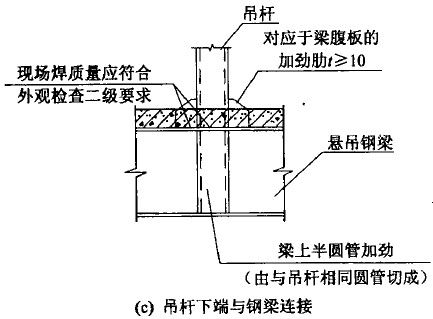 吊杆
对应于梁腹板的
加劲肋t≥10
现场焊质量应符合
外观检查二级要求
悬吊钢梁
梁上半圆管加劲
（由与吊杆相同圆管切成）
(c) 吊杆下端与钢梁连接